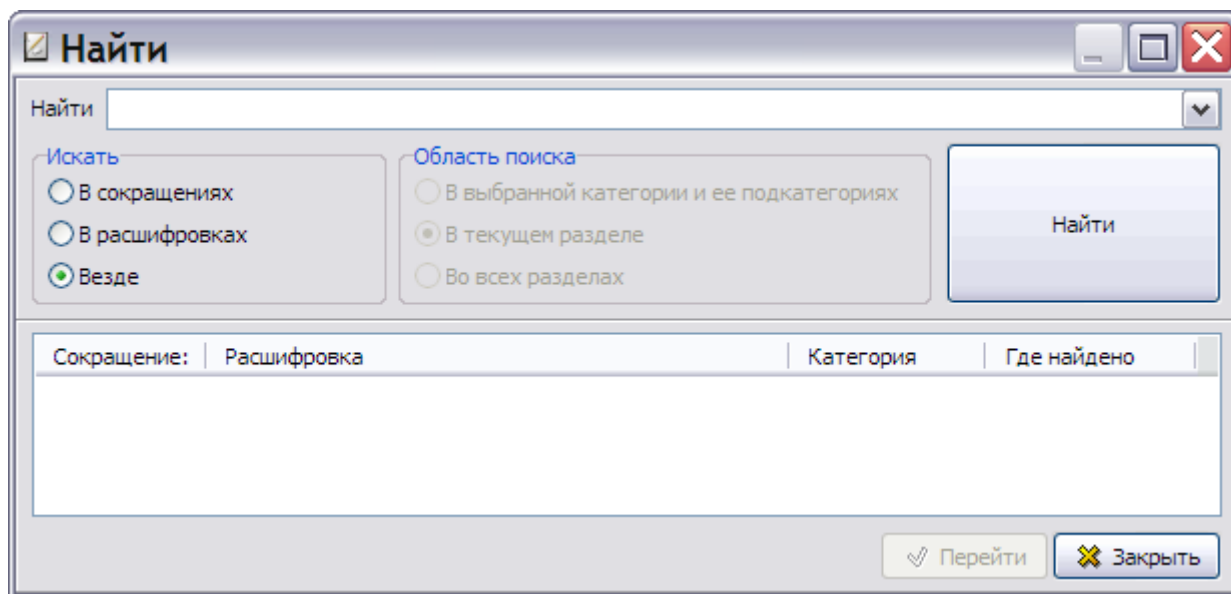 Найти
Найти
Искать
В сокращениях
В расшифровках
Везде
Область поиска
В выбранной категории и ее подкатегориях
В текущем разделе
Во всех разделах
Найти
Сокращение: Расшифровка Категория Где найдено
Перейти Закрыть